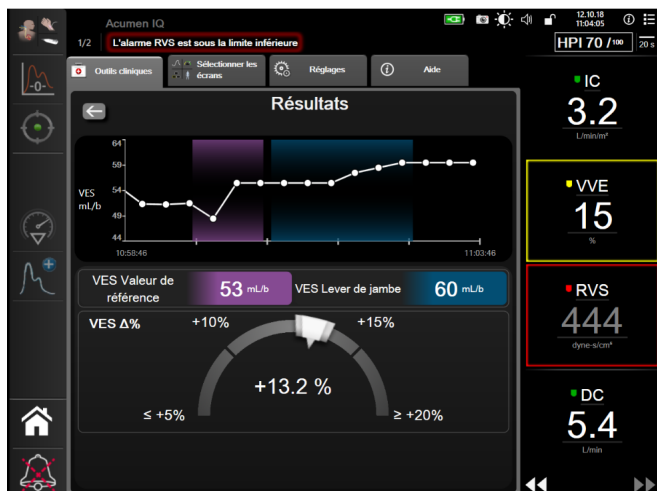 Acumen IQ
12.10.18
11:04:05
1/2 L'alarme RVS est sous la limite inférieure
HPI 70 /100
20 s
Outils cliniques
Sélectionner les
écrans
Réglages
Aide
Résultats
64
59
54
49
44
VES
mL/b
10:58:46
11:03:46
VES Valeur de
référence
53 mL/b
VES Lever de jambe
60 mL/b
VES Δ%
+10%
+15%
+13.2 %
≤ +5%
≥ +20%
IC
3.2
L/min/m²
VVE
15
%
RVS
444
dyne-s/cm⁵
DC
5.4
L/min
-0-